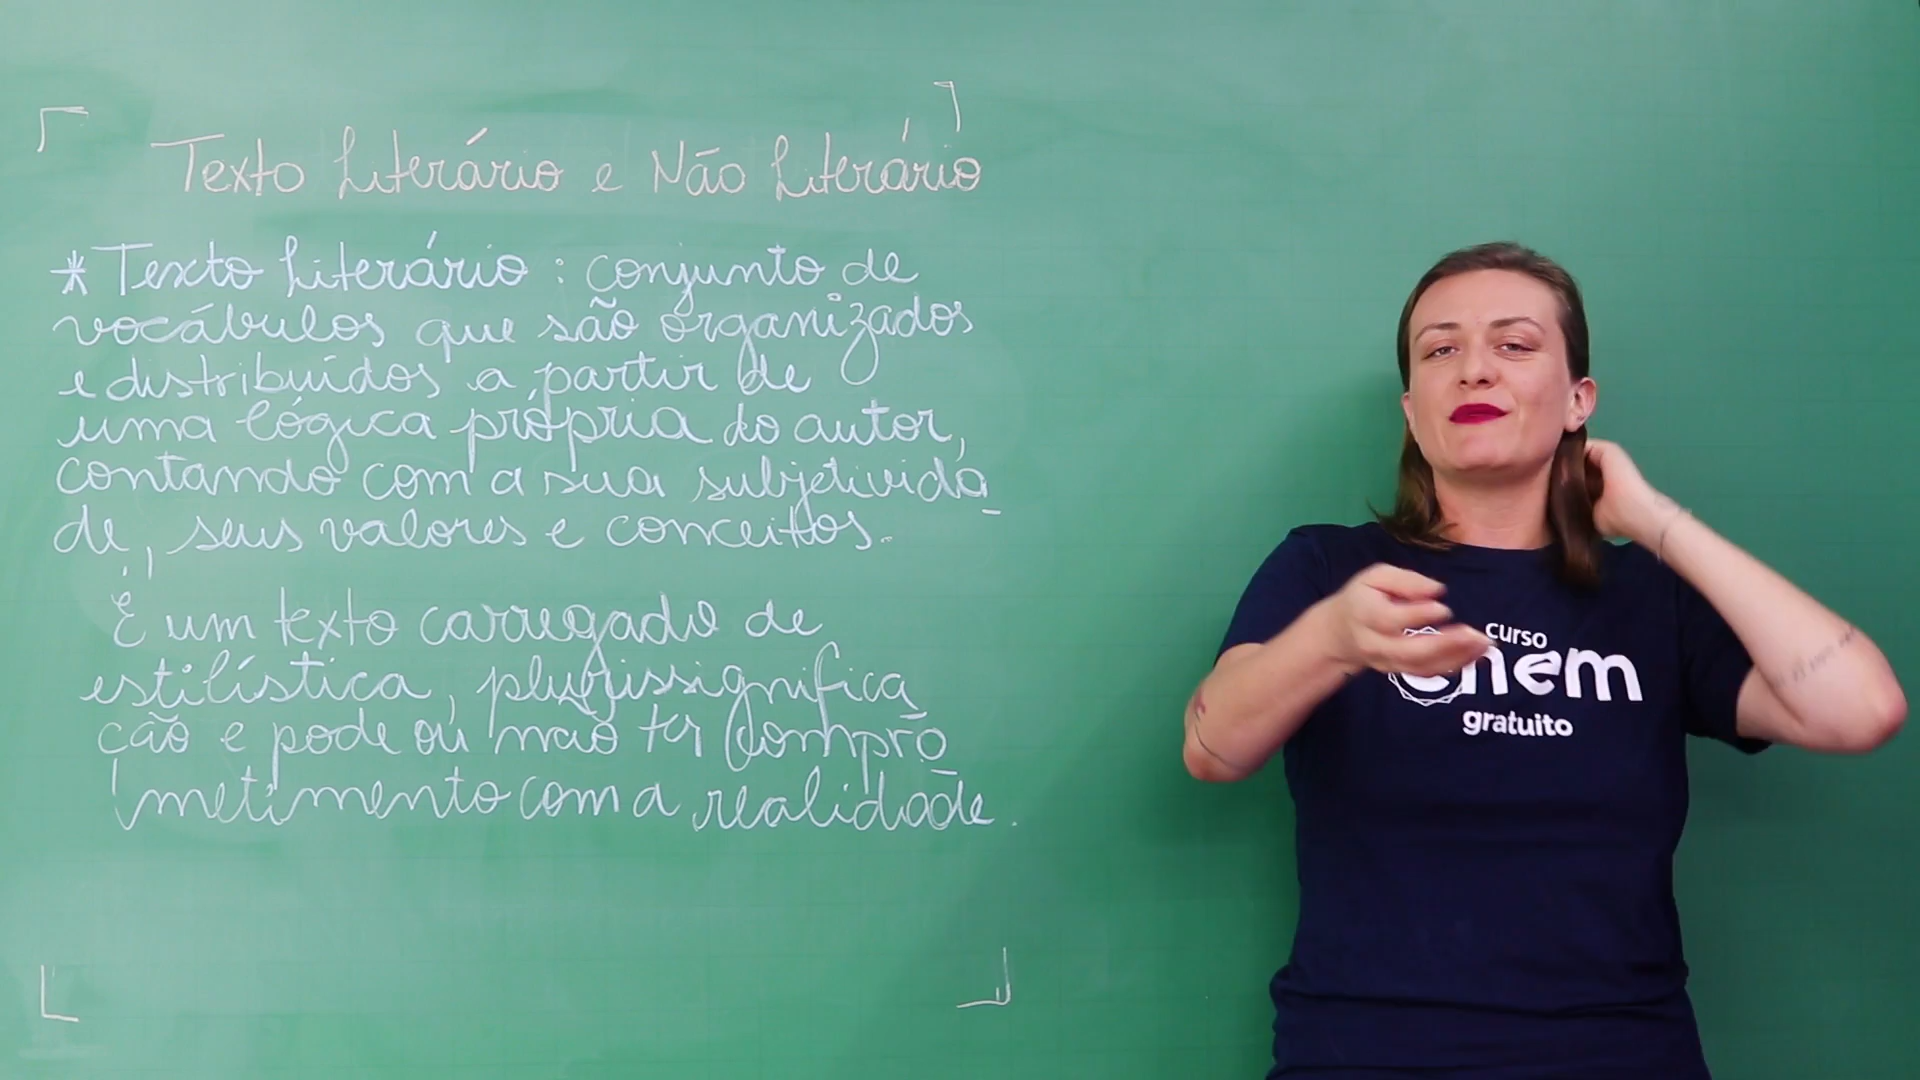 Texto Literário e Não Literário
* Texto Literário: conjunto de
vocábulos que são organizados
e distribuídos a partir de
uma lógica própria do autor,
contando com a sua subjetivida-
de, seus valores e conceitos.
É um texto carregado de
estilística, plurissignifica
ção e pode ou não ter compro
metimento com a realidade.
curso
enem
gratuito